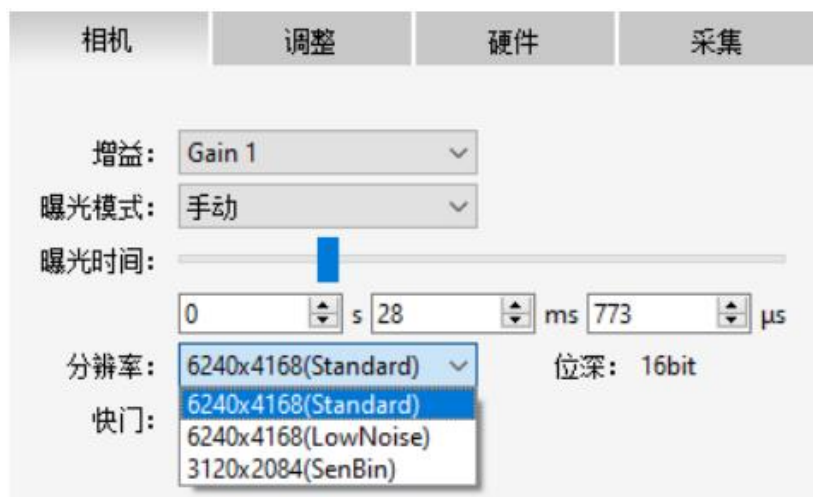 相机 调整 硬件 采集
增益： Gain 1
曝光模式： 手动
曝光时间：
0 s 28 ms 773 µs
分辨率： 6240x4168(Standard) 位深： 16bit
6240x4168(Standard)
快门：
6240x4168(LowNoise)
3120x2084(SenBin)